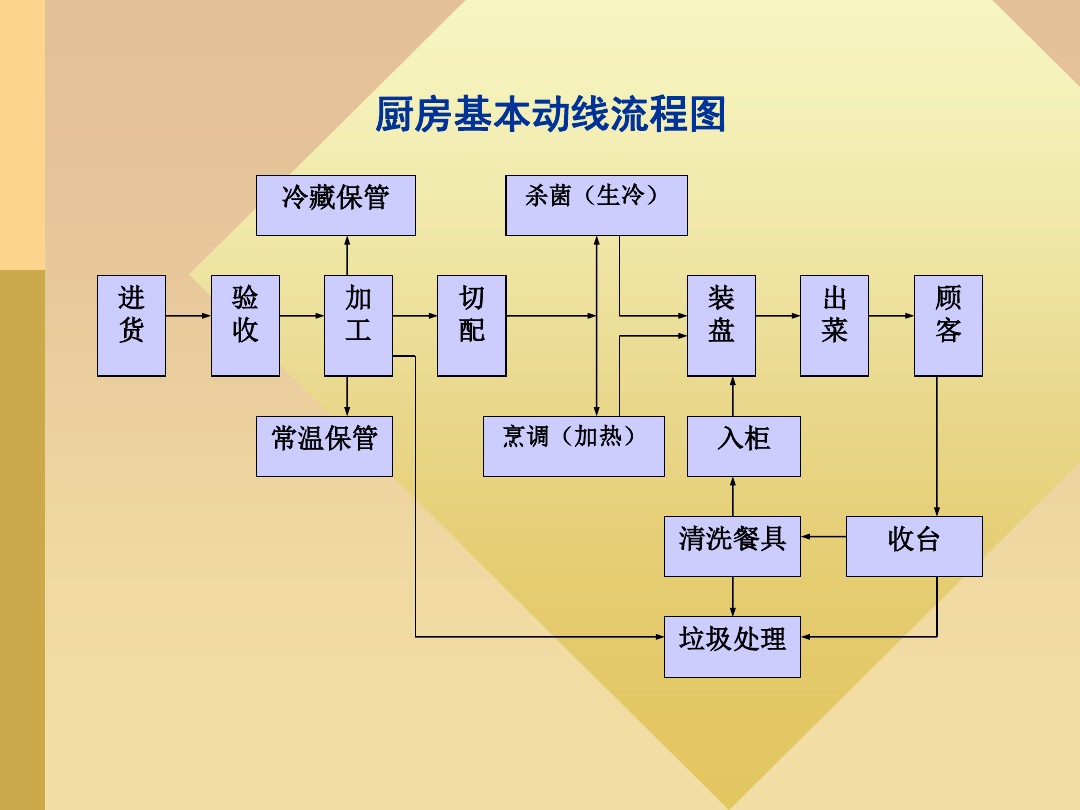 厨房基本动线流程图
冷藏保管
杀菌（生冷）
进
货
验
收
加
工
切
配
装
盘
出
菜
顾
客
常温保管
烹调（加热）
入柜
清洗餐具
收台
垃圾处理